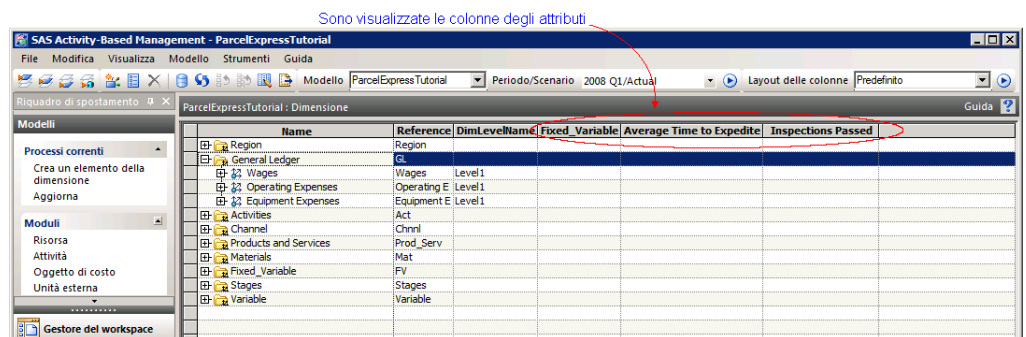 Sono visualizzate le colonne degli attributi
SAS Activity-Based Management - ParcelExpressTutorial
File Modifica Visualizza Modello Strumenti Guida
Modello ParcelExpressTutorial Periodo/Scenario 2008 Q1/Actual Layout delle colonne Predefinito
Riquadro di spostamento
ParcelExpressTutorial : Dimensione Guida ?
Modelli
Name Reference DimLevelName Fixed_Variable Average Time to Expedite Inspections Passed
Processi correnti
Crea un elemento della
dimensione
Aggiorna
Moduli
Risorsa
Attività
Oggetto di costo
Unità esterna
Gestore del workspace
Region Region
General Ledger GL
Wages Wages Level1
Operating Expenses Operating E Level1
Equipment Expenses Equipment E Level1
Activities Act
Channel Chnnl
Products and Services Prod_Serv
Materials Mat
Fixed_Variable FV
Stages Stages
Variable Variable